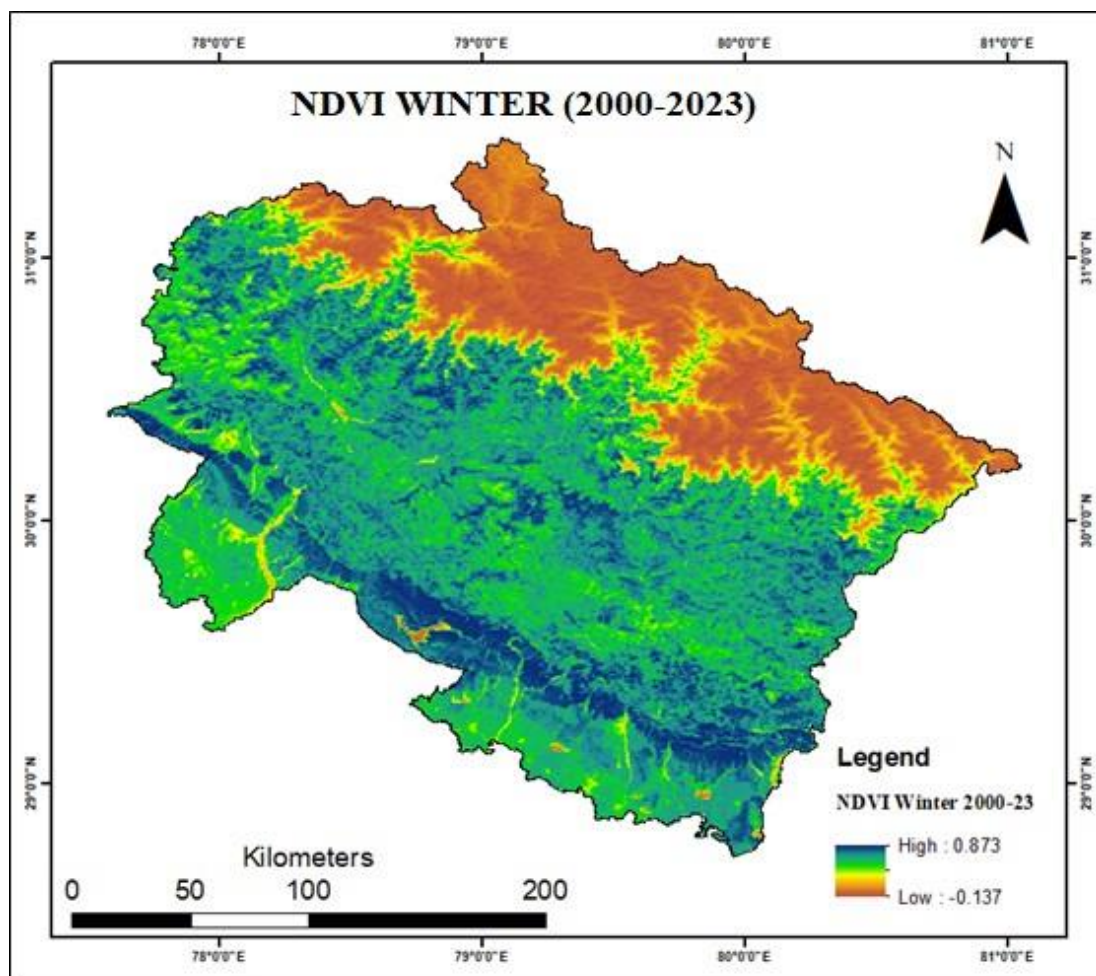 78°0'0"E 79°0'0"E 80°0'0"E 81°0'0"E
NDVI WINTER (2000-2023)
N
31°0'0"N 31°0'0"N
30°0'0"N 30°0'0"N
29°0'0"N 29°0'0"N
Legend
NDVI Winter 2000-23
High : 0.873
Low : -0.137
Kilometers
0 50 100 200
78°0'0"E 79°0'0"E 80°0'0"E 81°0'0"E